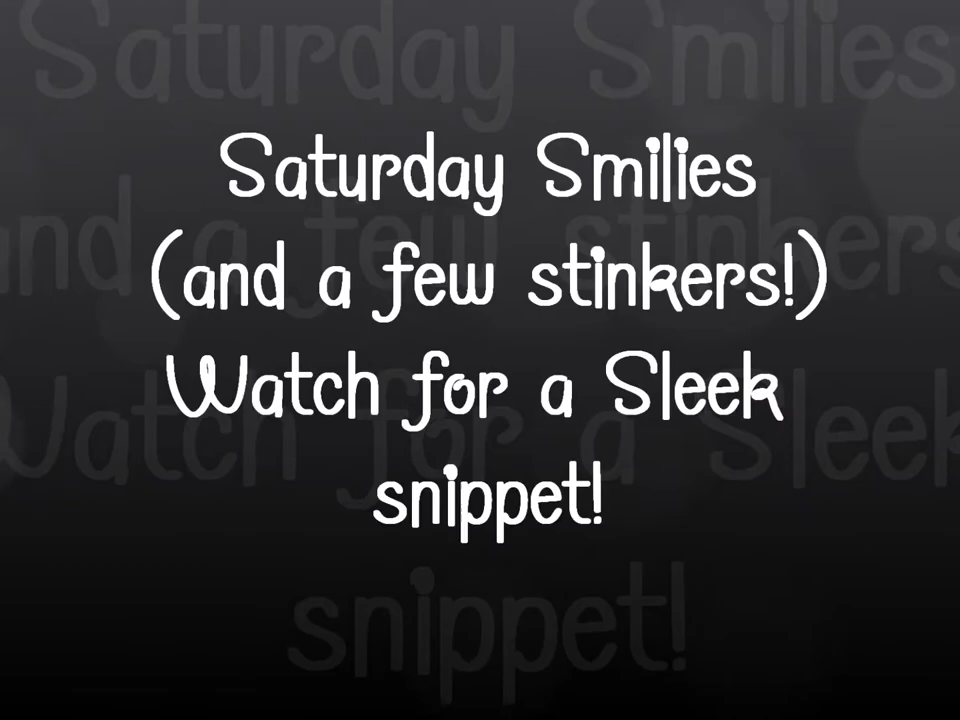 Saturday Smilies
(and a few stinkers!)
Watch for a Sleek
snippet!